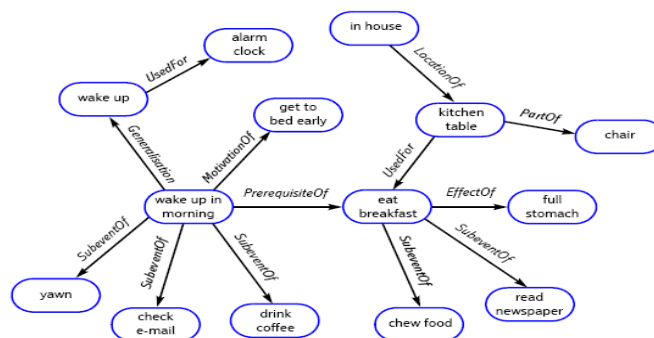 alarm
clock
in house
UsedFor
LocationOf
wake up
get to
bed early
kitchen
table
PartOf
chair
Generalisation
MotivationOf
UsedFor
wake up in
morning
PrerequisiteOf
eat
breakfast
EffectOf
full
stomach
SubeventOf
SubeventOf
SubeventOf
SubeventOf
SubeventOf
yawn
check
e-mail
drink
coffee
chew food
read
newspaper